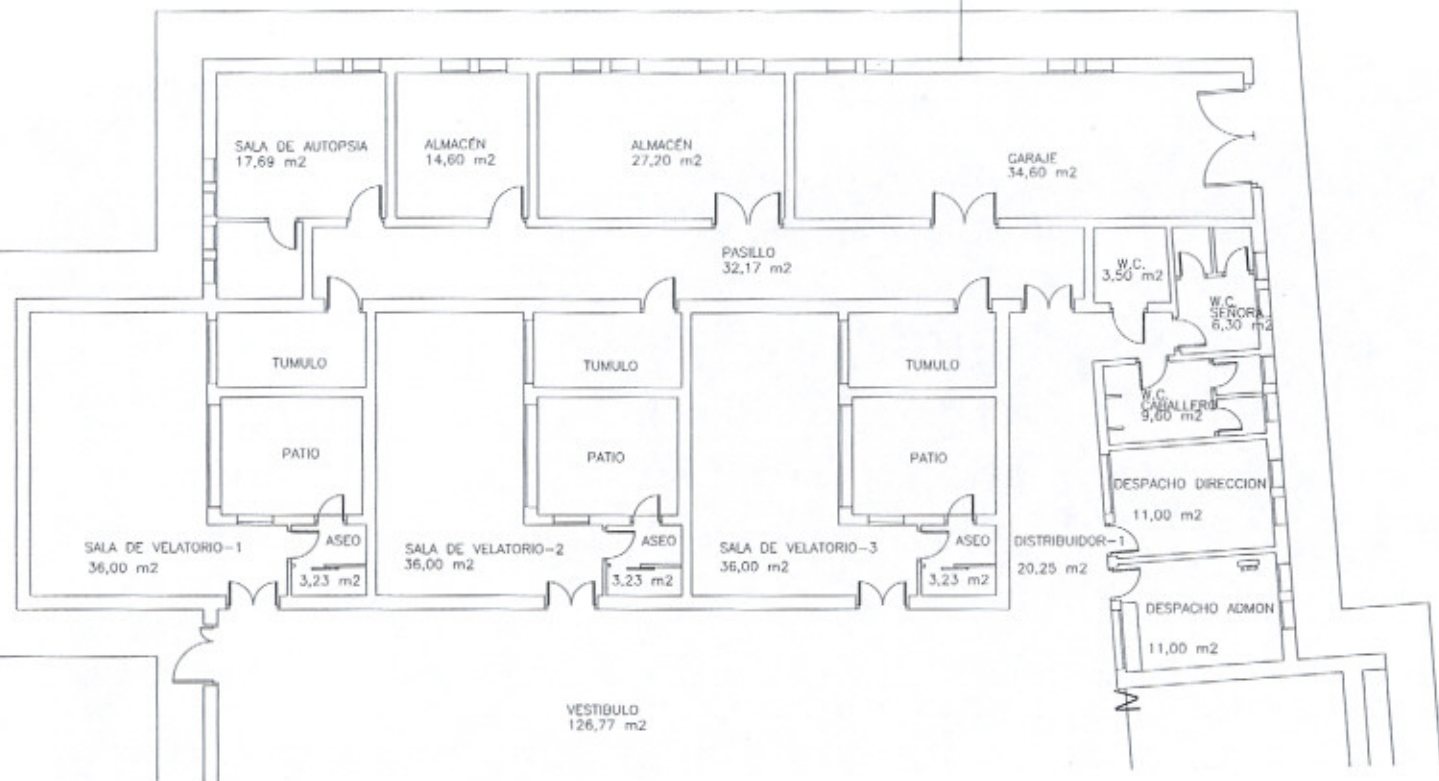 SALA DE AUTOPSIA
17,69 m2
ALMACÉN
14,60 m2
ALMACÉN
27,20 m2
GARAJE
34,60 m2
PASILLO
32,17 m2
W.C.
3,50 m2
W.C.
SEÑORA
6,30 m2
TUMULO
TUMULO
TUMULO
W.C.
CABALLERO
9,60 m2
PATIO
PATIO
PATIO
DESPACHO DIRECCION
11,00 m2
SALA DE VELATORIO-1
36,00 m2
ASEO
3,23 m2
SALA DE VELATORIO-2
36,00 m2
ASEO
3,23 m2
SALA DE VELATORIO-3
36,00 m2
ASEO
3,23 m2
DISTRIBUIDOR-1
20,25 m2
DESPACHO ADMON
11,00 m2
VESTIBULO
126,77 m2